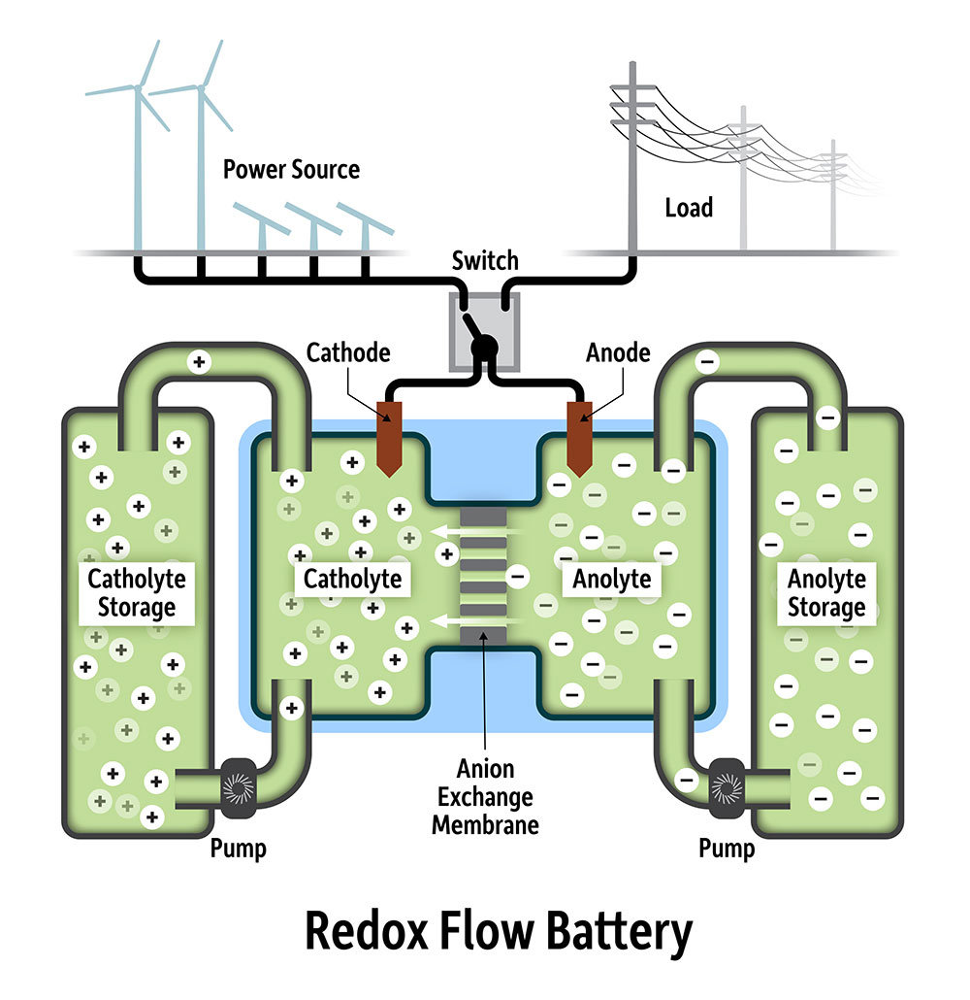 Power Source
Load
Switch
Cathode
Anode
Catholyte
Storage
Catholyte
Anolyte
Anolyte
Storage
Anion
Exchange
Membrane
Pump
Pump
Redox Flow Battery